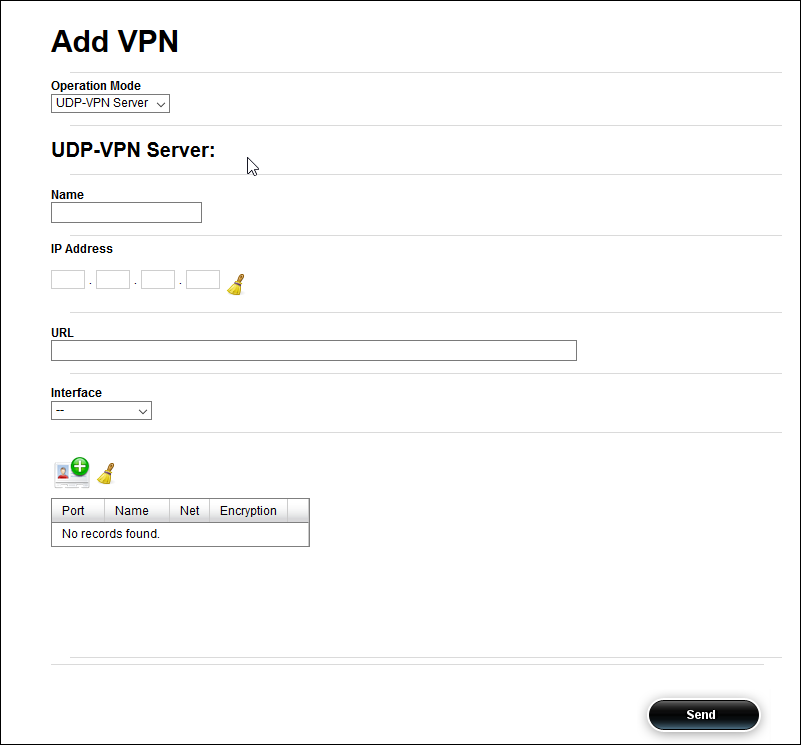 Add VPN
Operation Mode
UDP-VPN Server
UDP-VPN Server:
Name
IP Address
. . .
URL
Interface
--
Port Name Net Encryption
No records found.
Send